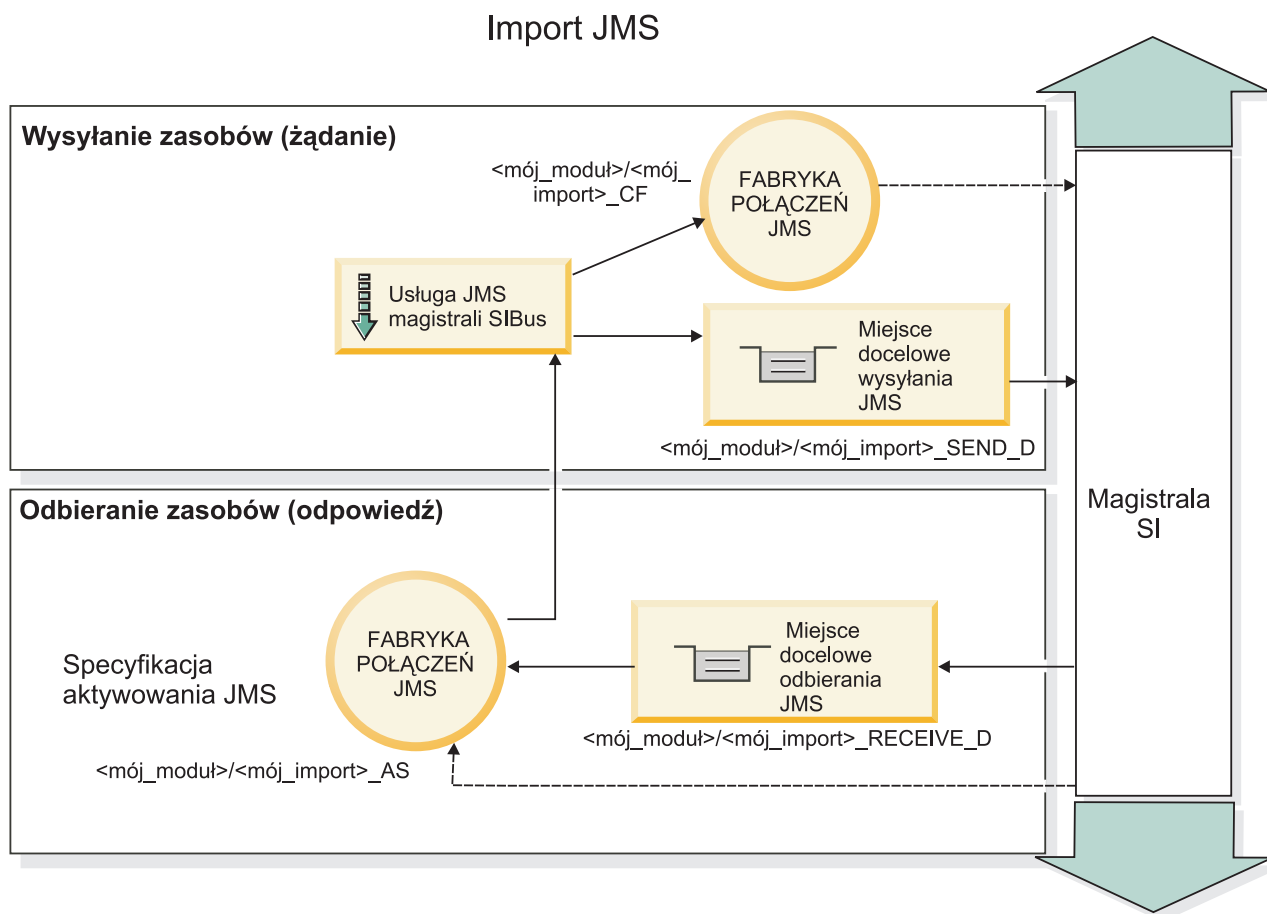 Import JMS
Wysyłanie zasobów (żądanie)
<mój_moduł>/<mój_
import>_CF
FABRYKA
POŁĄCZEŃ
JMS
Usługa JMS
magistrali SIBus
Miejsce
docelowe
wysyłania
JMS
<mój_moduł>/<mój_import>_SEND_D
Magistrala
SI
Odbieranie zasobów (odpowiedź)
Specyfikacja
aktywowania JMS
FABRYKA
POŁĄCZEŃ
JMS
Miejsce
docelowe
odbierania
JMS
<mój_moduł>/<mój_import>_RECEIVE_D
<mój_moduł>/<mój_import>_AS